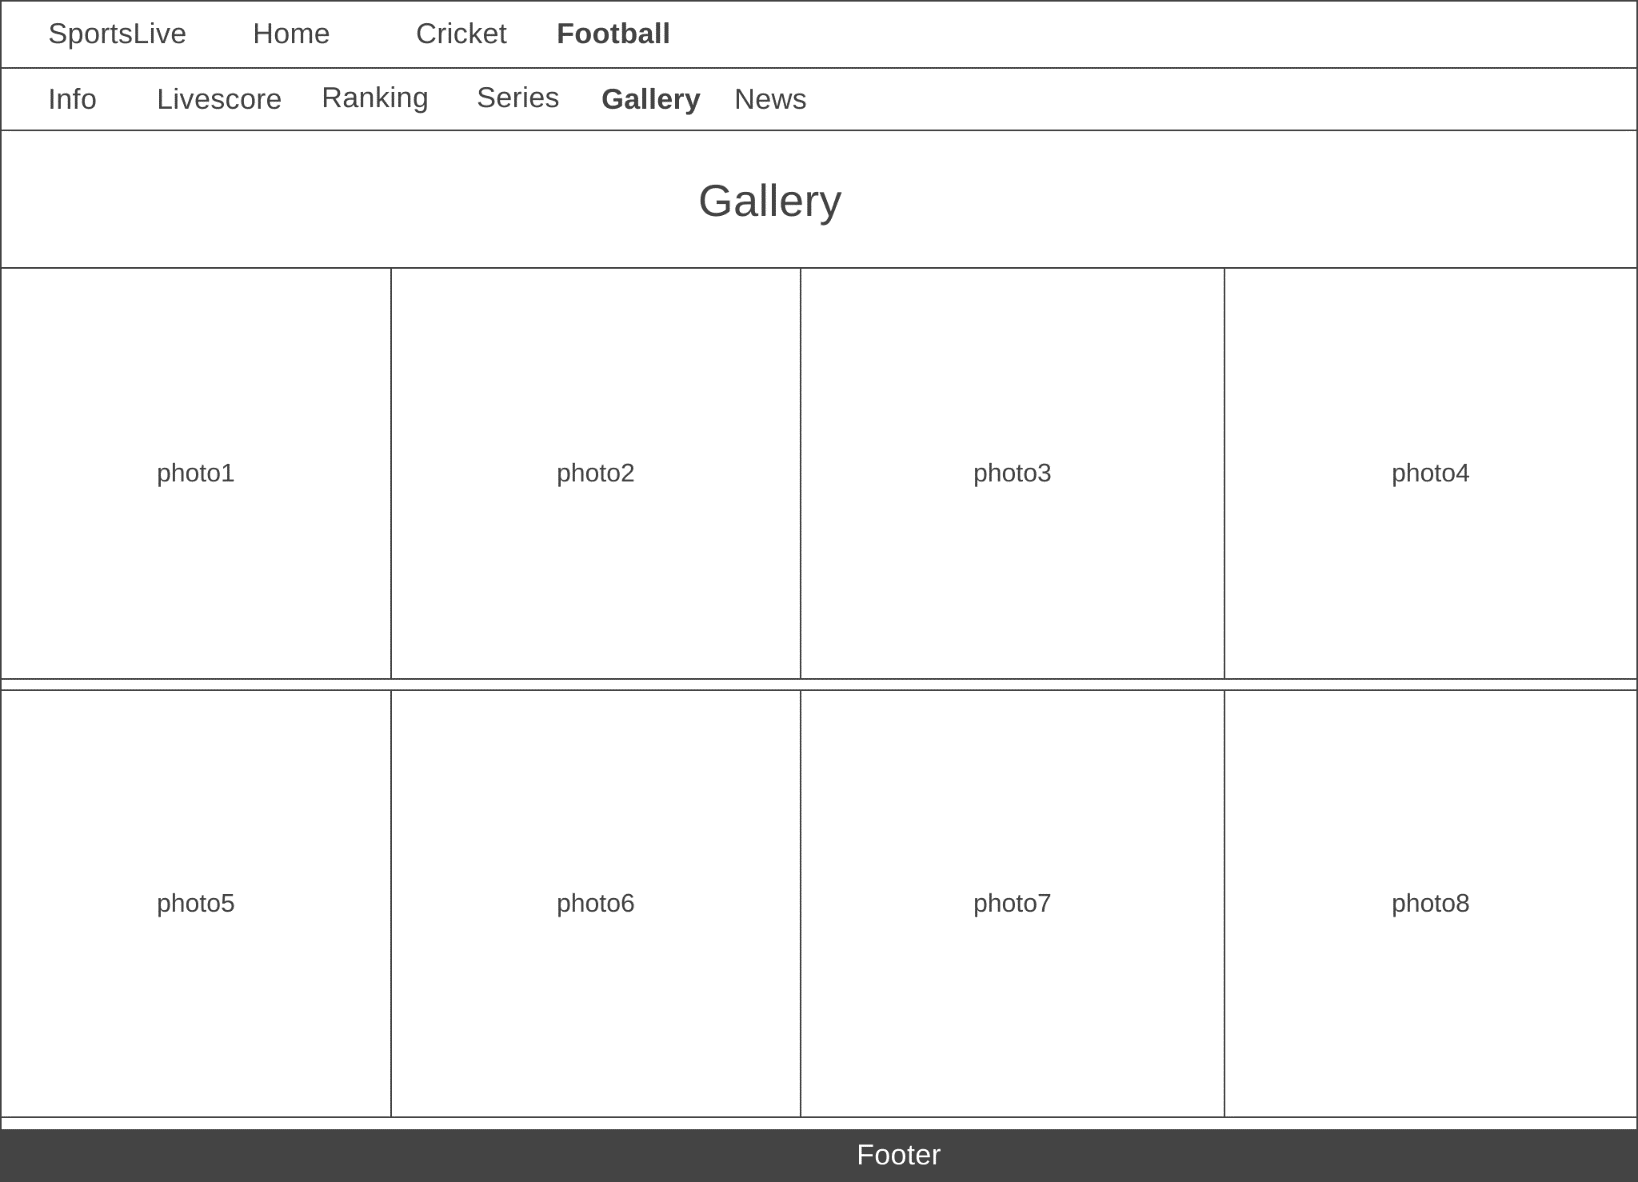 SportsLive Home Cricket Football
Info Livescore Ranking Series Gallery News
Gallery
photo1 photo2 photo3 photo4
photo5 photo6 photo7 photo8
Footer